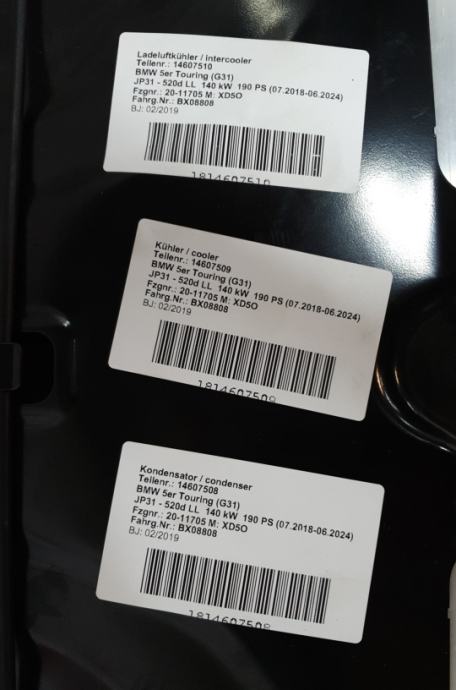 Ladeluftkühler / intercooler
Teilenr.: 14607510
BMW 5er Touring (G31)
JP31 - 520d LL 140 kW 190 PS (07.2018-06.2024)
Fzgnr.: 20-11705 M: XD5O
Fahrg.Nr.: BX08808
BJ: 02/2019
1814607510
Kühler / cooler
Teilenr.: 14607509
BMW 5er Touring (G31)
JP31 - 520d LL 140 kW 190 PS (07.2018-06.2024)
Fzgnr.: 20-11705 M: XD5O
Fahrg.Nr.: BX08808
BJ: 02/2019
1814607509
Kondensator / condenser
Teilenr.: 14607508
BMW 5er Touring (G31)
JP31 - 520d LL 140 kW 190 PS (07.2018-06.2024)
Fzgnr.: 20-11705 M: XD5O
Fahrg.Nr.: BX08808
BJ: 02/2019
1814607508